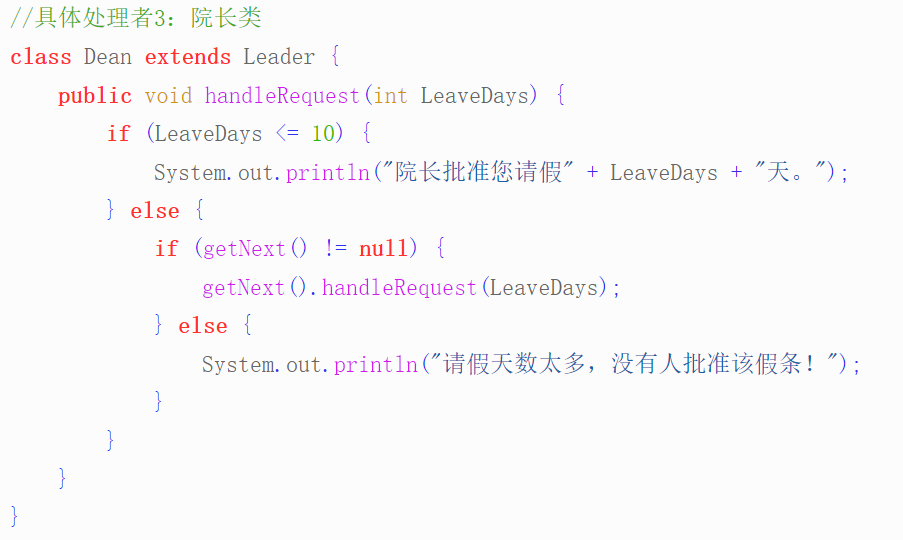 //具体处理者3：院长类
class Dean extends Leader {
    public void handleRequest(int LeaveDays) {
        if (LeaveDays <= 10) {
            System.out.println("院长批准您请假" + LeaveDays + "天。");
        } else {
            if (getNext() != null) {
                getNext().handleRequest(LeaveDays);
            } else {
                System.out.println("请假天数太多，没有人批准该假条！");
            }
        }
    }
}